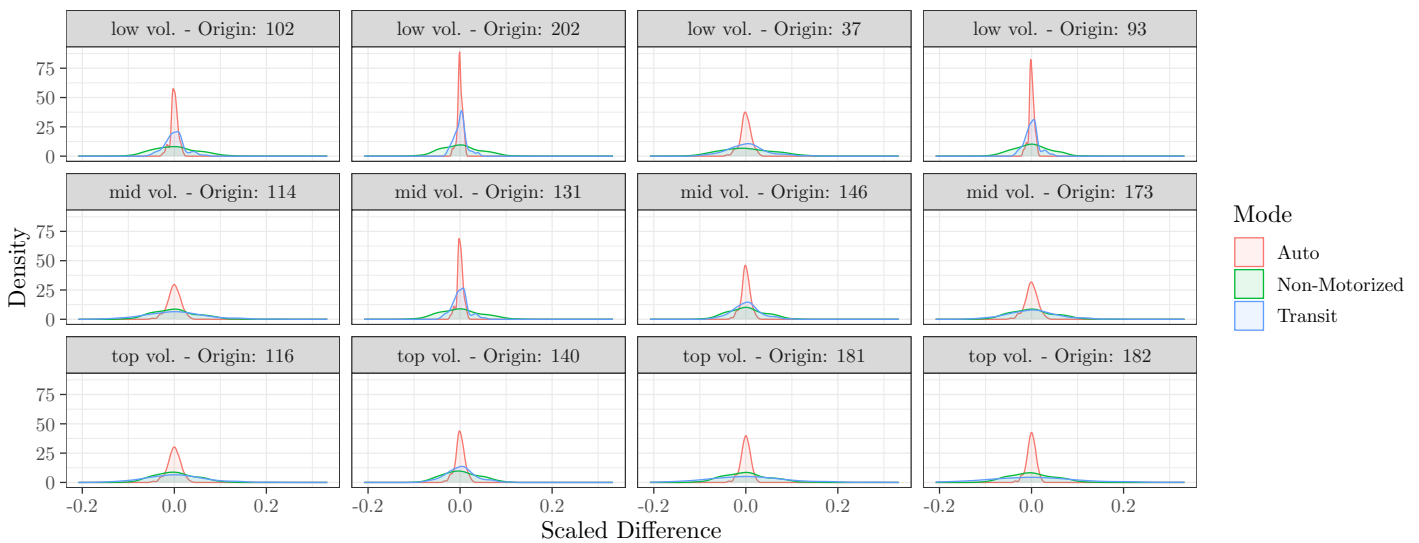 low vol. - Origin: 102
low vol. - Origin: 202
low vol. - Origin: 37
low vol. - Origin: 93
75
50
25
0
mid vol. - Origin: 114
mid vol. - Origin: 131
mid vol. - Origin: 146
mid vol. - Origin: 173
75
50
25
0
top vol. - Origin: 116
top vol. - Origin: 140
top vol. - Origin: 181
top vol. - Origin: 182
75
50
25
0
-0.2 0.0 0.2
-0.2 0.0 0.2
-0.2 0.0 0.2
-0.2 0.0 0.2
Scaled Difference
Density
Mode
Auto
Non-Motorized
Transit